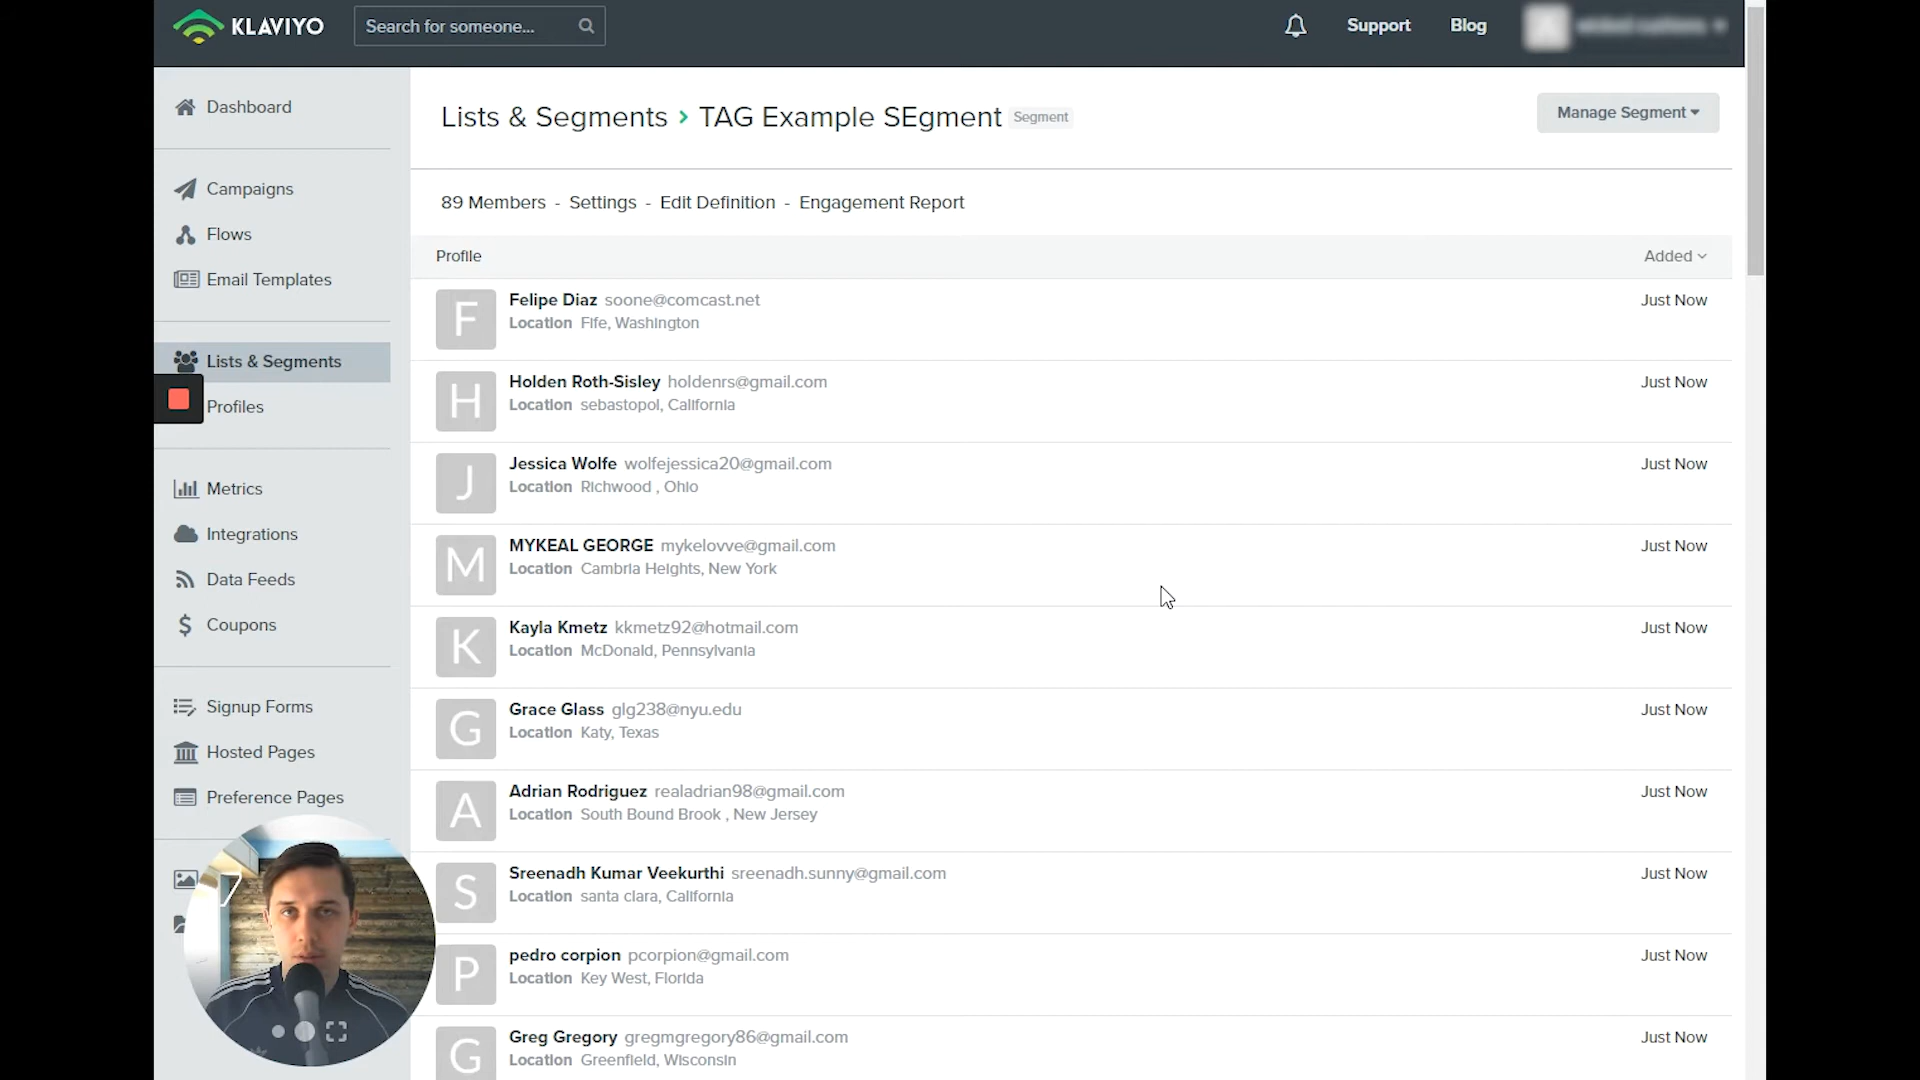 KLAVIYO
Search for someone...
Support
Blog
Dashboard
Campaigns
Flows
Email Templates
Lists & Segments
Profiles
Metrics
Integrations
Data Feeds
Coupons
Signup Forms
Hosted Pages
Preference Pages
Lists & Segments › TAG Example SEgment Segment
Manage Segment
89 Members - Settings - Edit Definition - Engagement Report
Profile
Added
F
Felipe Diaz soone@comcast.net
Just Now
Location Fife, Washington
H
Holden Roth-Sisley holdenrs@gmail.com
Just Now
Location sebastopol, California
J
Jessica Wolfe wolfejessica20@gmail.com
Just Now
Location Richwood , Ohio
M
MYKEAL GEORGE mykelovve@gmail.com
Just Now
Location Cambria Heights, New York
K
Kayla Kmetz kkmetz92@hotmail.com
Just Now
Location McDonald, Pennsylvania
G
Grace Glass glg238@nyu.edu
Just Now
Location Katy, Texas
A
Adrian Rodriguez realadrian98@gmail.com
Just Now
Location South Bound Brook , New Jersey
S
Sreenadh Kumar Veekurthi sreenadh.sunny@gmail.com
Just Now
Location santa clara, California
P
pedro corpion pcorpion@gmail.com
Just Now
Location Key West, Florida
G
Greg Gregory gregmgregory86@gmail.com
Just Now
Location Greenfield, Wisconsin